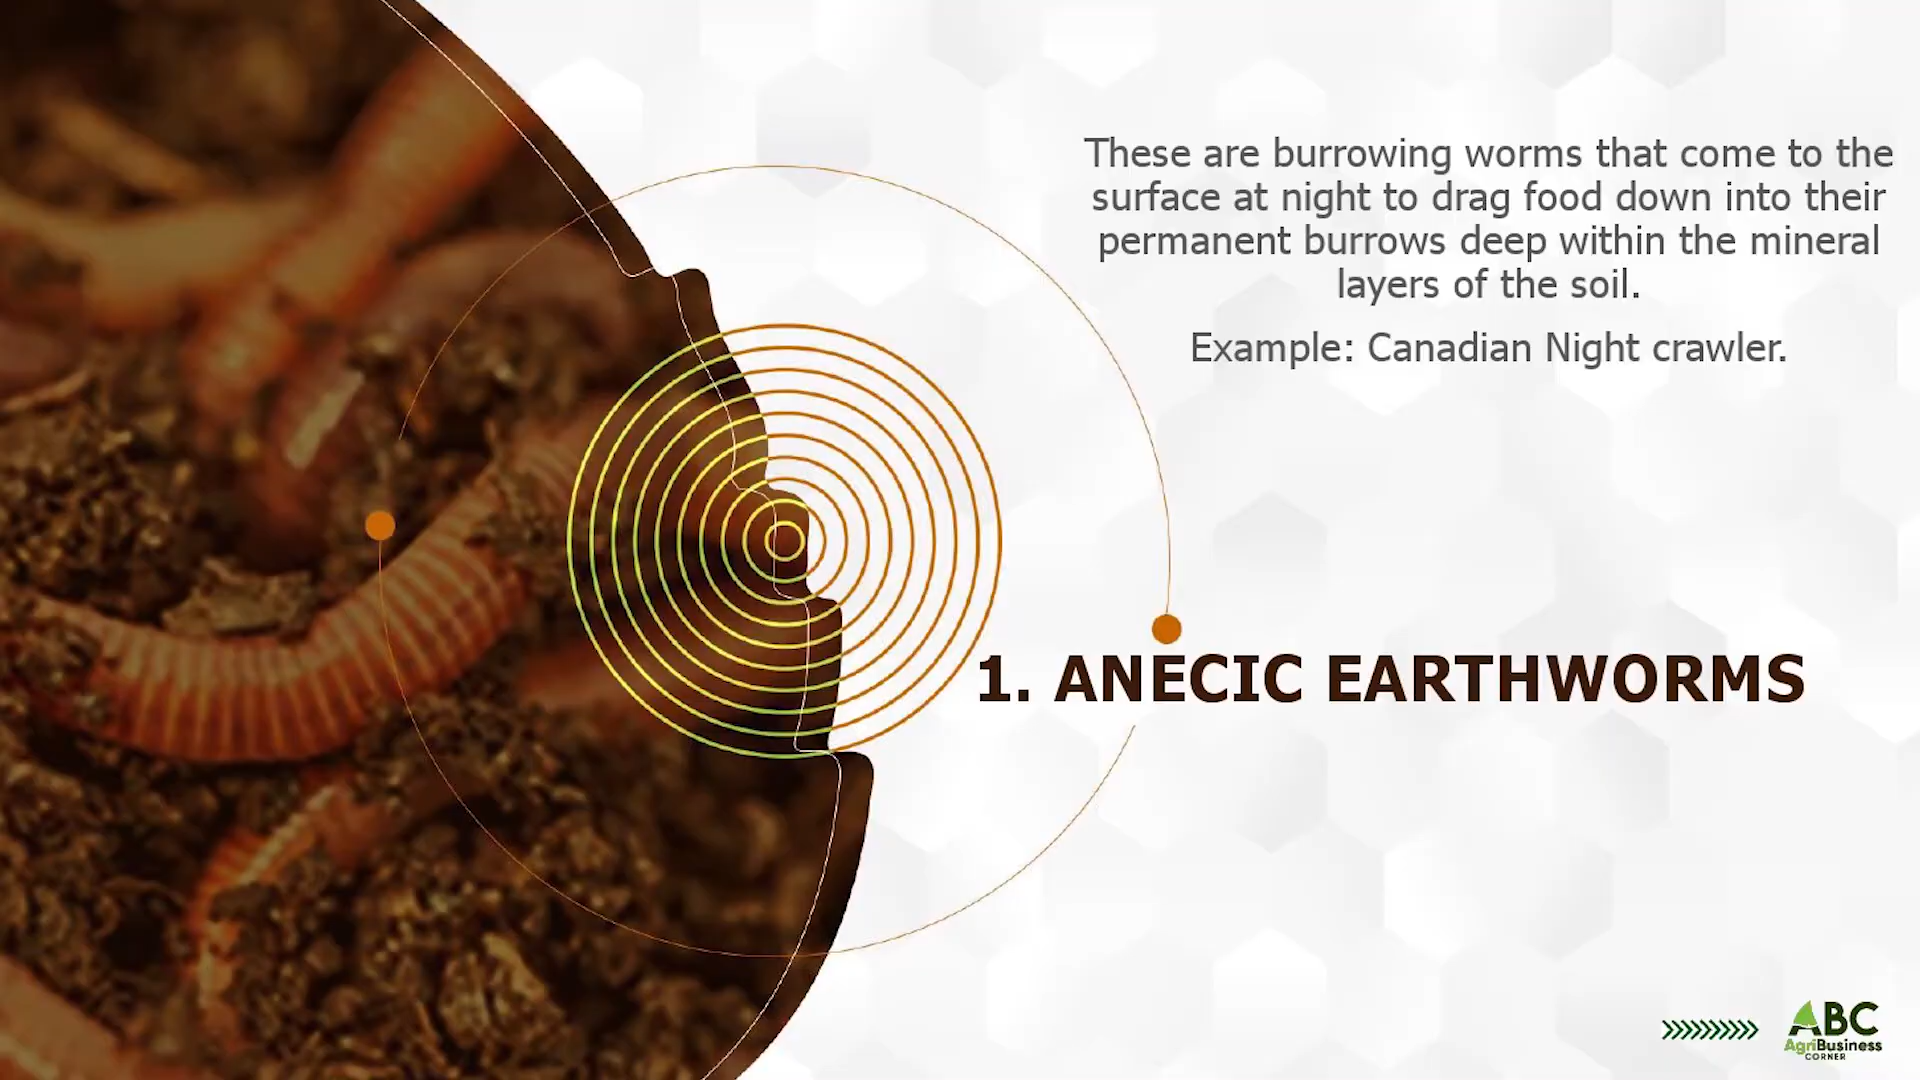 These are burrowing worms that come to the
surface at night to drag food down into their
permanent burrows deep within the mineral
layers of the soil.
Example: Canadian Night crawler.
1. ANECIC EARTHWORMS
ABC
AgriBusiness
CORNER